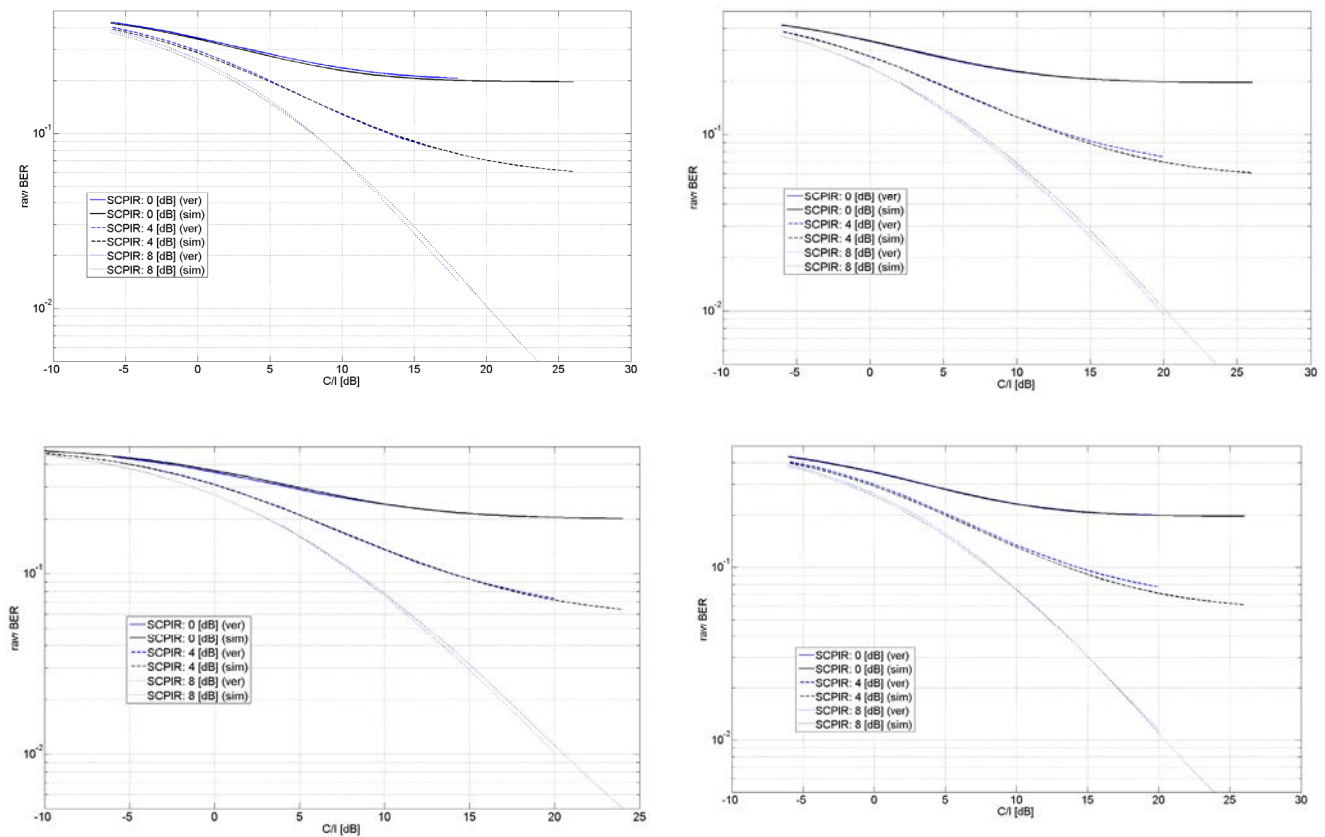 raw BER
10^-1
10^-2
SCPIR: 0 [dB] (ver)
SCPIR: 0 [dB] (sim)
SCPIR: 4 [dB] (ver)
SCPIR: 4 [dB] (sim)
SCPIR: 8 [dB] (ver)
SCPIR: 8 [dB] (sim)
-10 -5 0 5 10 15 20 25 30
C/I [dB]
raw BER
10^-1
10^-2
SCPIR: 0 [dB] (ver)
SCPIR: 0 [dB] (sim)
SCPIR: 4 [dB] (ver)
SCPIR: 4 [dB] (sim)
SCPIR: 8 [dB] (ver)
SCPIR: 8 [dB] (sim)
-10 -5 0 5 10 15 20 25 30
C/I [dB]
raw BER
10^-1
10^-2
SCPIR: 0 [dB] (ver)
SCPIR: 0 [dB] (sim)
SCPIR: 4 [dB] (ver)
SCPIR: 4 [dB] (sim)
SCPIR: 8 [dB] (ver)
SCPIR: 8 [dB] (sim)
-10 -5 0 5 10 15 20 25
C/I [dB]
raw BER
10^-1
10^-2
SCPIR: 0 [dB] (ver)
SCPIR: 0 [dB] (sim)
SCPIR: 4 [dB] (ver)
SCPIR: 4 [dB] (sim)
SCPIR: 8 [dB] (ver)
SCPIR: 8 [dB] (sim)
-10 -5 0 5 10 15 20 25 30
C/I [dB]